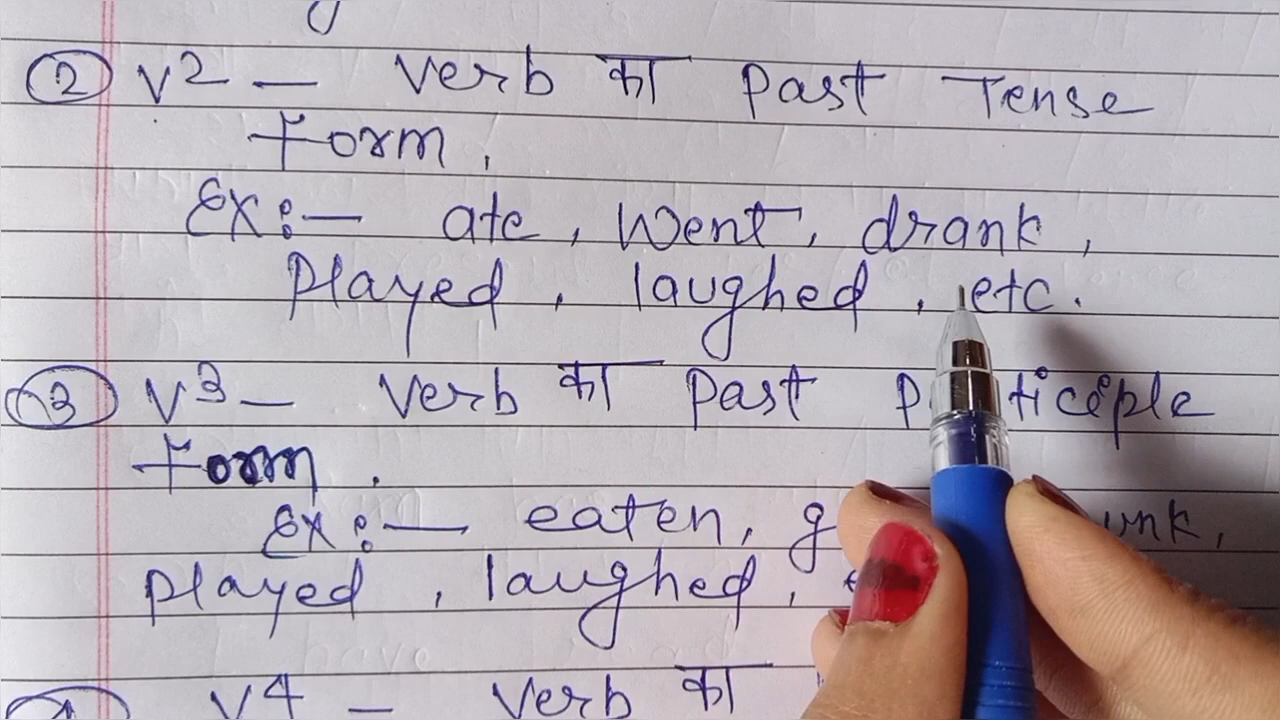 2 V2 — Verb का Past Tense
Form.
Ex:— ate, Went, drank,
Played, laughed, etc.
3 V3 — Verb का Past
Form.
Ex:— eaten,
Played, laughed,
V4 — Verb का